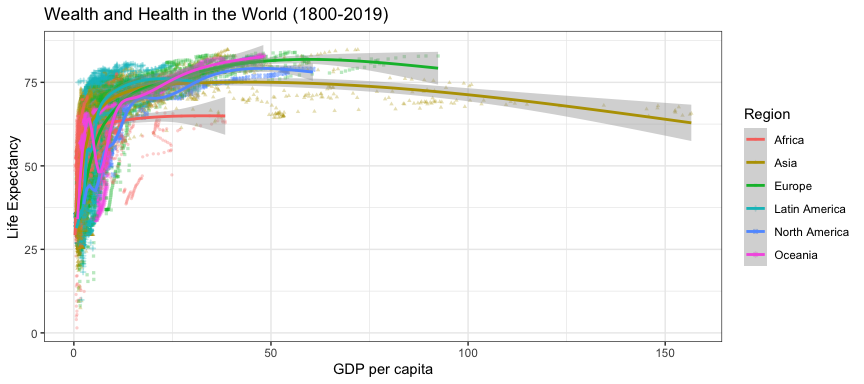 Wealth and Health in the World (1800-2019)
Life Expectancy
75
50
25
0
0
50
100
150
GDP per capita
Region
Africa
Asia
Europe
Latin America
North America
Oceania